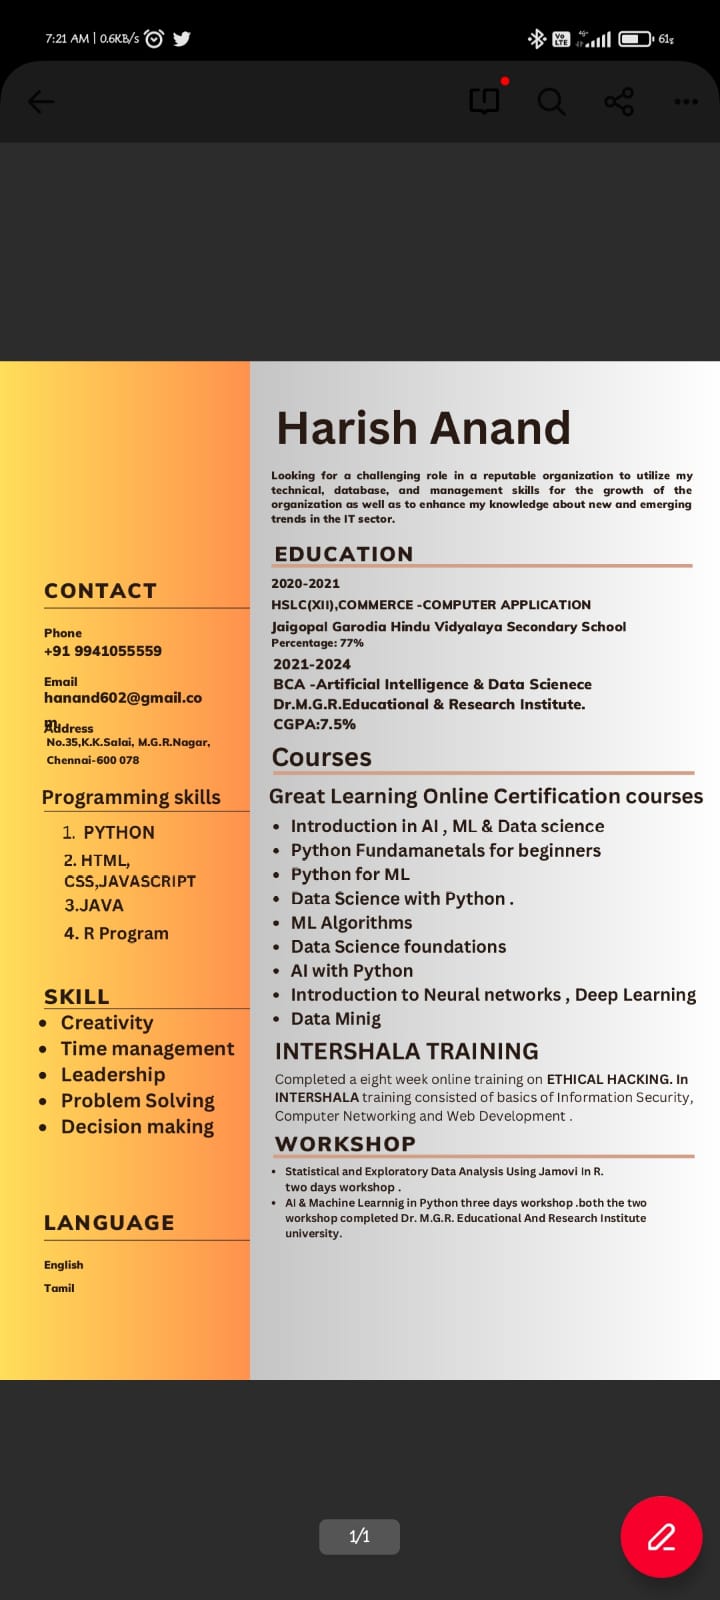 7:21 AM | 0.6KB/s
Vo LTE 4G 61%
Harish Anand
Looking for a challenging role in a reputable organization to utilize my
technical, database, and management skills for the growth of the
organization as well as to enhance my knowledge about new and emerging
trends in the IT sector.
EDUCATION
2020-2021
HSLC(XII),COMMERCE -COMPUTER APPLICATION
Jaigopal Garodia Hindu Vidyalaya Secondary School
Percentage: 77%
2021-2024
BCA -Artificial Intelligence & Data Scienece
Dr.M.G.R.Educational & Research Institute.
CGPA:7.5%
Courses
Great Learning Online Certification courses
• Introduction in AI , ML & Data science
• Python Fundamanetals for beginners
• Python for ML
• Data Science with Python .
• ML Algorithms
• Data Science foundations
• AI with Python
• Introduction to Neural networks , Deep Learning
• Data Minig
INTERSHALA TRAINING
Completed a eight week online training on ETHICAL HACKING. In
INTERSHALA training consisted of basics of Information Security,
Computer Networking and Web Development .
WORKSHOP
• Statistical and Exploratory Data Analysis Using Jamovi In R.
two days workshop .
• AI & Machine Learnnig in Python three days workshop .both the two
workshop completed Dr. M.G.R. Educational And Research Institute
university.
CONTACT
Phone
+91 9941055559
Email
hanand602@gmail.co
m
Address
No.35,K.K.Salai, M.G.R.Nagar,
Chennai-600 078
Programming skills
1. PYTHON
2. HTML,
CSS,JAVASCRIPT
3.JAVA
4. R Program
SKILL
• Creativity
• Time management
• Leadership
• Problem Solving
• Decision making
LANGUAGE
English
Tamil
1/1